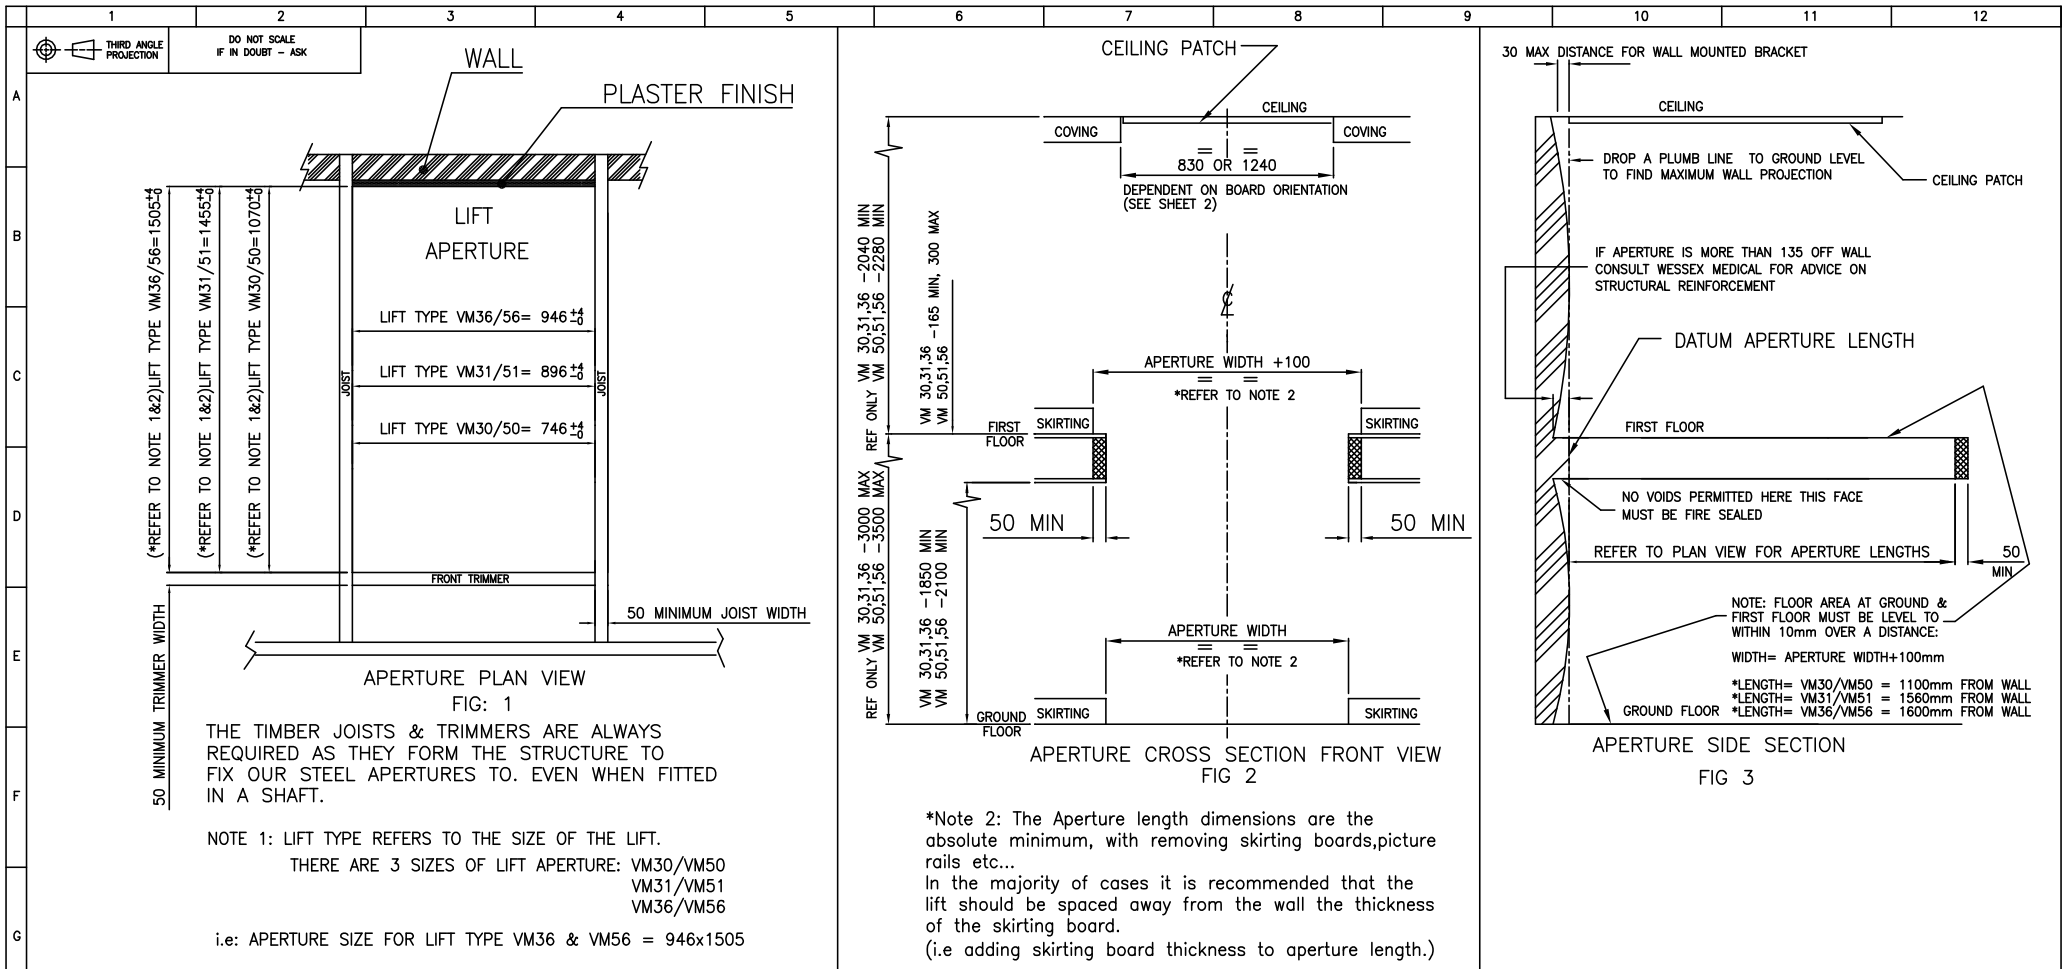 1 2 3 4 5 6 7 8 9 10 11 12
A
B
C
D
E
F
G
THIRD ANGLE
PROJECTION
DO NOT SCALE
IF IN DOUBT - ASK
WALL
PLASTER FINISH
LIFT
APERTURE
(*REFER TO NOTE 1&2)LIFT TYPE VM36/56=1505 +4 -0
(*REFER TO NOTE 1&2)LIFT TYPE VM31/51=1455 +4 -0
(*REFER TO NOTE 1&2)LIFT TYPE VM30/50=1070 +4 -0
LIFT TYPE VM36/56= 946 +4 -0
LIFT TYPE VM31/51= 896 +4 -0
LIFT TYPE VM30/50= 746 +4 -0
JOIST
JOIST
FRONT TRIMMER
50 MINIMUM TRIMMER WIDTH
50 MINIMUM JOIST WIDTH
APERTURE PLAN VIEW
FIG: 1
THE TIMBER JOISTS & TRIMMERS ARE ALWAYS
REQUIRED AS THEY FORM THE STRUCTURE TO
FIX OUR STEEL APERTURES TO. EVEN WHEN FITTED
IN A SHAFT.
NOTE 1: LIFT TYPE REFERS TO THE SIZE OF THE LIFT.
THERE ARE 3 SIZES OF LIFT APERTURE: VM30/VM50
VM31/VM51
VM36/VM56
i.e: APERTURE SIZE FOR LIFT TYPE VM36 & VM56 = 946x1505
CEILING PATCH
CEILING
COVING
COVING
= =
830 OR 1240
DEPENDENT ON BOARD ORIENTATION
(SEE SHEET 2)
REF ONLY VM 30,31,36 -2040 MIN
VM 50,51,56 -2280 MIN
VM 30,31,36 -165 MIN, 300 MAX
VM 50,51,56
℄
APERTURE WIDTH +100
= =
*REFER TO NOTE 2
FIRST
FLOOR
SKIRTING
SKIRTING
50 MIN
50 MIN
REF ONLY VM 30,31,36 -3000 MAX
VM 50,51,56 -3500 MAX
VM 30,31,36 -1850 MIN
VM 50,51,56 -2100 MIN
APERTURE WIDTH
= =
*REFER TO NOTE 2
GROUND
FLOOR
SKIRTING
SKIRTING
APERTURE CROSS SECTION FRONT VIEW
FIG 2
*Note 2: The Aperture length dimensions are the
absolute minimum, with removing skirting boards,picture
rails etc...
In the majority of cases it is recommended that the
lift should be spaced away from the wall the thickness
of the skirting board.
(i.e adding skirting board thickness to aperture length.)
30 MAX DISTANCE FOR WALL MOUNTED BRACKET
CEILING
DROP A PLUMB LINE TO GROUND LEVEL
TO FIND MAXIMUM WALL PROJECTION
CEILING PATCH
IF APERTURE IS MORE THAN 135 OFF WALL
CONSULT WESSEX MEDICAL FOR ADVICE ON
STRUCTURAL REINFORCEMENT
DATUM APERTURE LENGTH
FIRST FLOOR
NO VOIDS PERMITTED HERE THIS FACE
MUST BE FIRE SEALED
REFER TO PLAN VIEW FOR APERTURE LENGTHS
50
MIN
NOTE: FLOOR AREA AT GROUND &
FIRST FLOOR MUST BE LEVEL TO
WITHIN 10mm OVER A DISTANCE:
WIDTH= APERTURE WIDTH+100mm
*LENGTH= VM30/VM50 = 1100mm FROM WALL
*LENGTH= VM31/VM51 = 1560mm FROM WALL
*LENGTH= VM36/VM56 = 1600mm FROM WALL
GROUND FLOOR
APERTURE SIDE SECTION
FIG 3